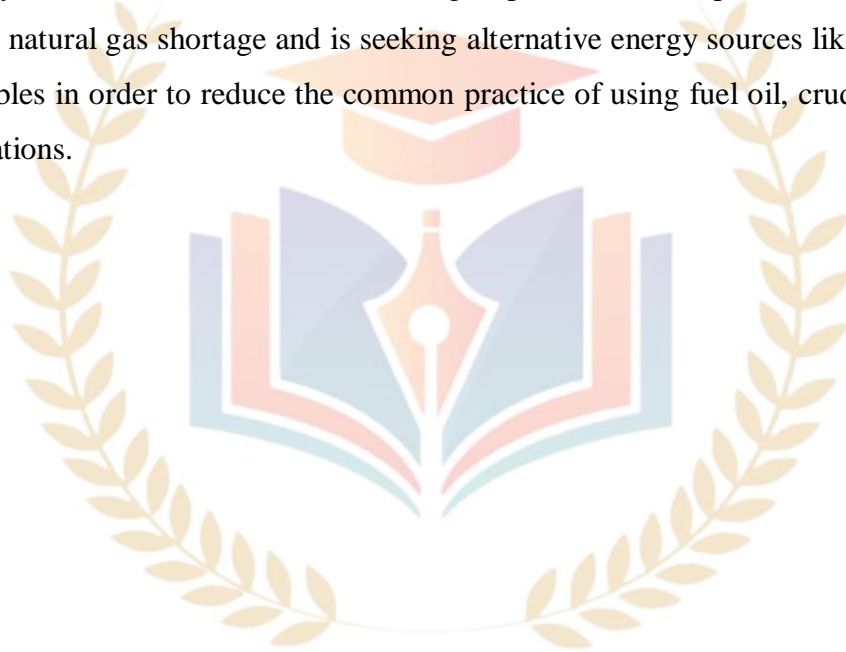 natural gas shortage and is seeking alternative energy sources lik
bles in order to reduce the common practice of using fuel oil, cruc
ations.